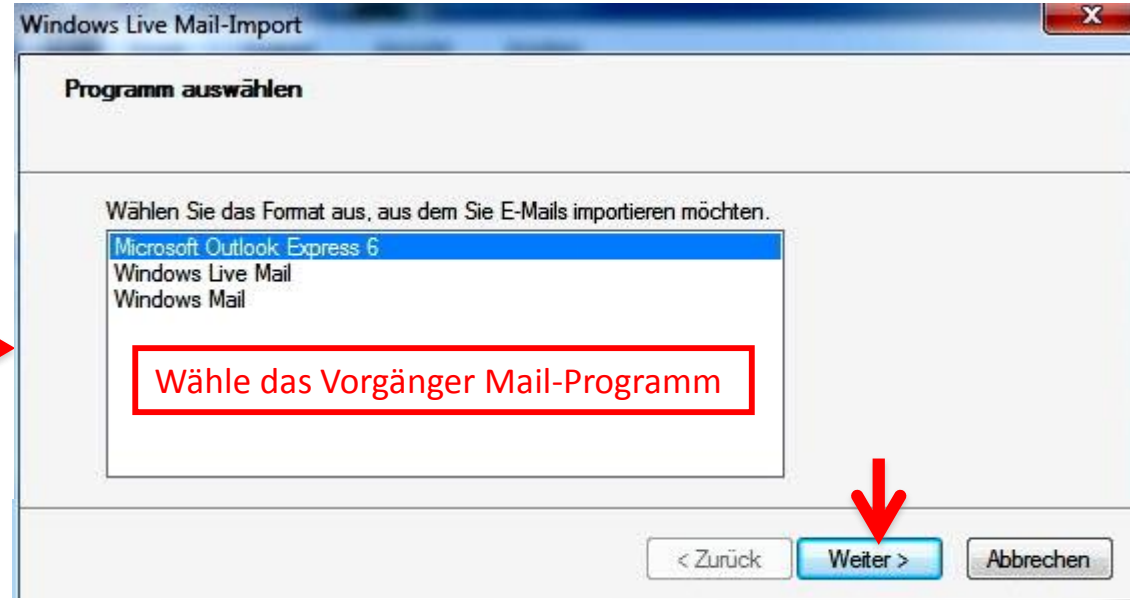 Windows Live Mail-Import
x
Programm auswählen
Wählen Sie das Format aus, aus dem Sie E-Mails importieren möchten.
Microsoft Outlook Express 6
Windows Live Mail
Windows Mail
Wähle das Vorgänger Mail-Programm
< Zurück Weiter > Abbrechen